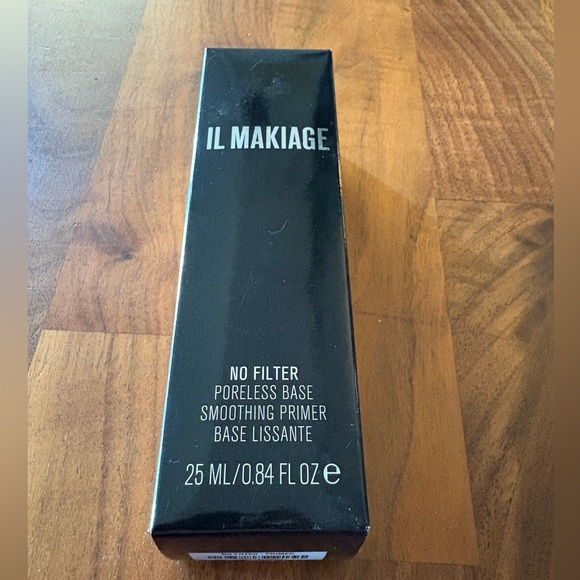 IL MAKIAGE
NO FILTER
PORELESS BASE
SMOOTHING PRIMER
BASE LISSANTE
25 ML/0.84 FL OZ e